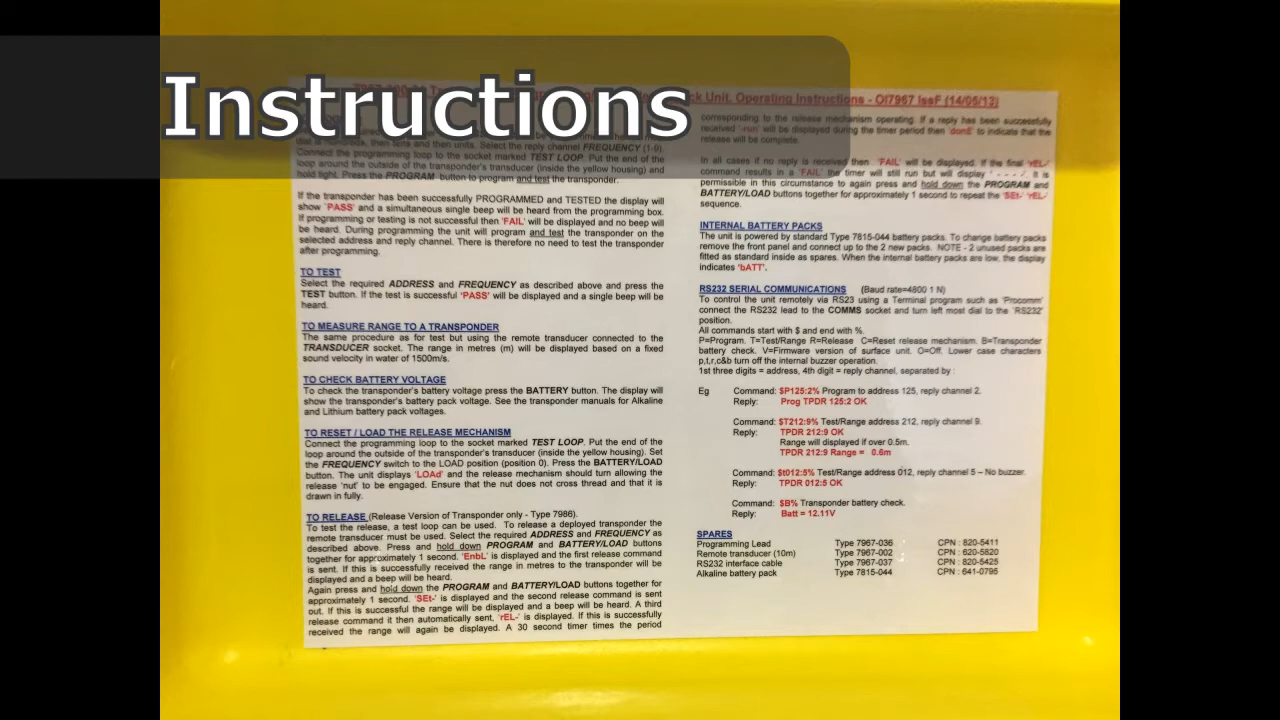 Instructions
ck Unit. Operating Instructions - OI7967 IssF (14/05/13)
then tens and then units. Select the reply channel FREQUENCY (1-9).
Connect the programming loop to the socket marked TEST LOOP. Put the end of the
loop around the outside of the transponder's transducer (inside the yellow housing) and
hold tight. Press the PROGRAM button to program and test the transponder.
If the transponder has been successfully PROGRAMMED and TESTED the display will
show 'PASS' and a simultaneous single beep will be heard from the programming box.
If programming or testing is not successful then 'FAIL' will be displayed and no beep will
be heard. During programming the unit will program and test the transponder on the
selected address and reply channel. There is therefore no need to test the transponder
after programming.
TO TEST
Select the required ADDRESS and FREQUENCY as described above and press the
TEST button. If the test is successful 'PASS' will be displayed and a single beep will be
heard.
TO MEASURE RANGE TO A TRANSPONDER
The same procedure as for test but using the remote transducer connected to the
TRANSDUCER socket. The range in metres (m) will be displayed based on a fixed
sound velocity in water of 1500m/s.
TO CHECK BATTERY VOLTAGE
To check the transponder's battery voltage press the BATTERY button. The display will
show the transponder's battery pack voltage. See the transponder manuals for Alkaline
and Lithium battery pack voltages.
TO RESET / LOAD THE RELEASE MECHANISM
Connect the programming loop to the socket marked TEST LOOP. Put the end of the
loop around the outside of the transponder's transducer (inside the yellow housing). Set
the FREQUENCY switch to the LOAD position (position 0). Press the BATTERY/LOAD
button. The unit displays 'LOAd' and the release mechanism should turn allowing the
release 'nut' to be engaged. Ensure that the nut does not cross thread and that it is
drawn in fully.
TO RELEASE (Release Version of Transponder only - Type 7986).
To test the release, a test loop can be used. To release a deployed transponder the
remote transducer must be used. Select the required ADDRESS and FREQUENCY as
described above. Press and hold down PROGRAM and BATTERY/LOAD buttons
together for approximately 1 second. 'EnbL' is displayed and the first release command
is sent. If this is successfully received the range in metres to the transponder will be
displayed and a beep will be heard.
Again press and hold down the PROGRAM and BATTERY/LOAD buttons together for
approximately 1 second. 'SEt-' is displayed and the second release command is sent
out. If this is successful the range will be displayed and a beep will be heard. A third
release command it then automatically sent, 'rEL-' is displayed. If this is successfully
received the range will again be displayed. A 30 second timer times the period
corresponding to the release mechanism operating. If a reply has been successfully
received '-run' will be displayed during the timer period then 'donE' to indicate that the
release will be complete.
In all cases if no reply is received then 'FAIL' will be displayed. If the final 'rEL-'
command results in a 'FAIL' the timer will still run but will display '- - - -'. It is
permissible in this circumstance to again press and hold down the PROGRAM and
BATTERY/LOAD buttons together for approximately 1 second to repeat the 'SEt-' 'rEL-'
sequence.
INTERNAL BATTERY PACKS
The unit is powered by standard Type 7815-044 battery packs. To change battery packs
remove the front panel and connect up to the 2 new packs. NOTE - 2 unused packs are
fitted as standard inside as spares. When the internal battery packs are low, the display
indicates 'bATT'.
RS232 SERIAL COMMUNICATIONS (Baud rate=4800 1 N)
To control the unit remotely via RS23 using a Terminal program such as 'Procomm'
connect the RS232 lead to the COMMS socket and turn left most dial to the 'RS232'
position.
All commands start with $ and end with %.
P=Program. T=Test/Range R=Release C=Reset release mechanism. B=Transponder
battery check. V=Firmware version of surface unit. O=Off. Lower case characters
p,t,r,c&b turn off the internal buzzer operation.
1st three digits = address, 4th digit = reply channel, separated by :
Eg Command: $P125:2% Program to address 125, reply channel 2.
Reply: Prog TPDR 125:2 OK
Command: $T212:9% Test/Range address 212, reply channel 9.
Reply: TPDR 212:9 OK
Range will displayed if over 0.5m.
TPDR 212:9 Range = 0.6m
Command: $t012:5% Test/Range address 012, reply channel 5 – No buzzer.
Reply: TPDR 012:5 OK
Command: $B% Transponder battery check.
Reply: Batt = 12.11V
SPARES
Programming Lead Type 7967-036 CPN : 820-5411
Remote transducer (10m) Type 7967-002 CPN : 620-5820
RS232 interface cable Type 7967-037 CPN : 820-5425
Alkaline battery pack Type 7815-044 CPN : 641-0795